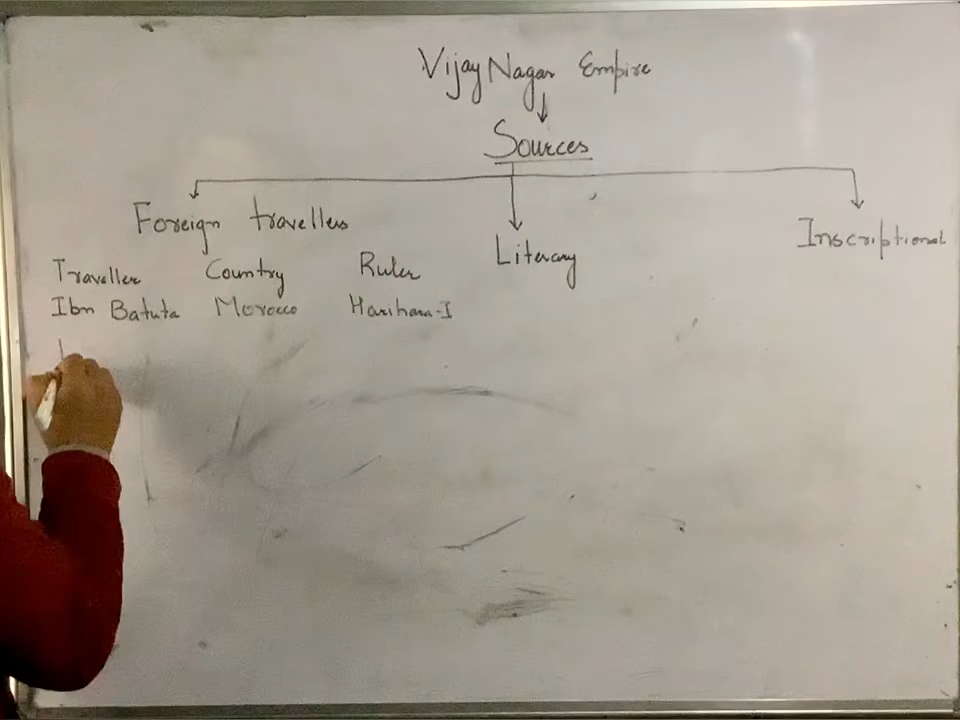 Vijay Nagar Empire
Sources
Foreign travellers
Literary
Inscriptional
Traveller Country Ruler
Ibn Batuta Morocco Harihara-I